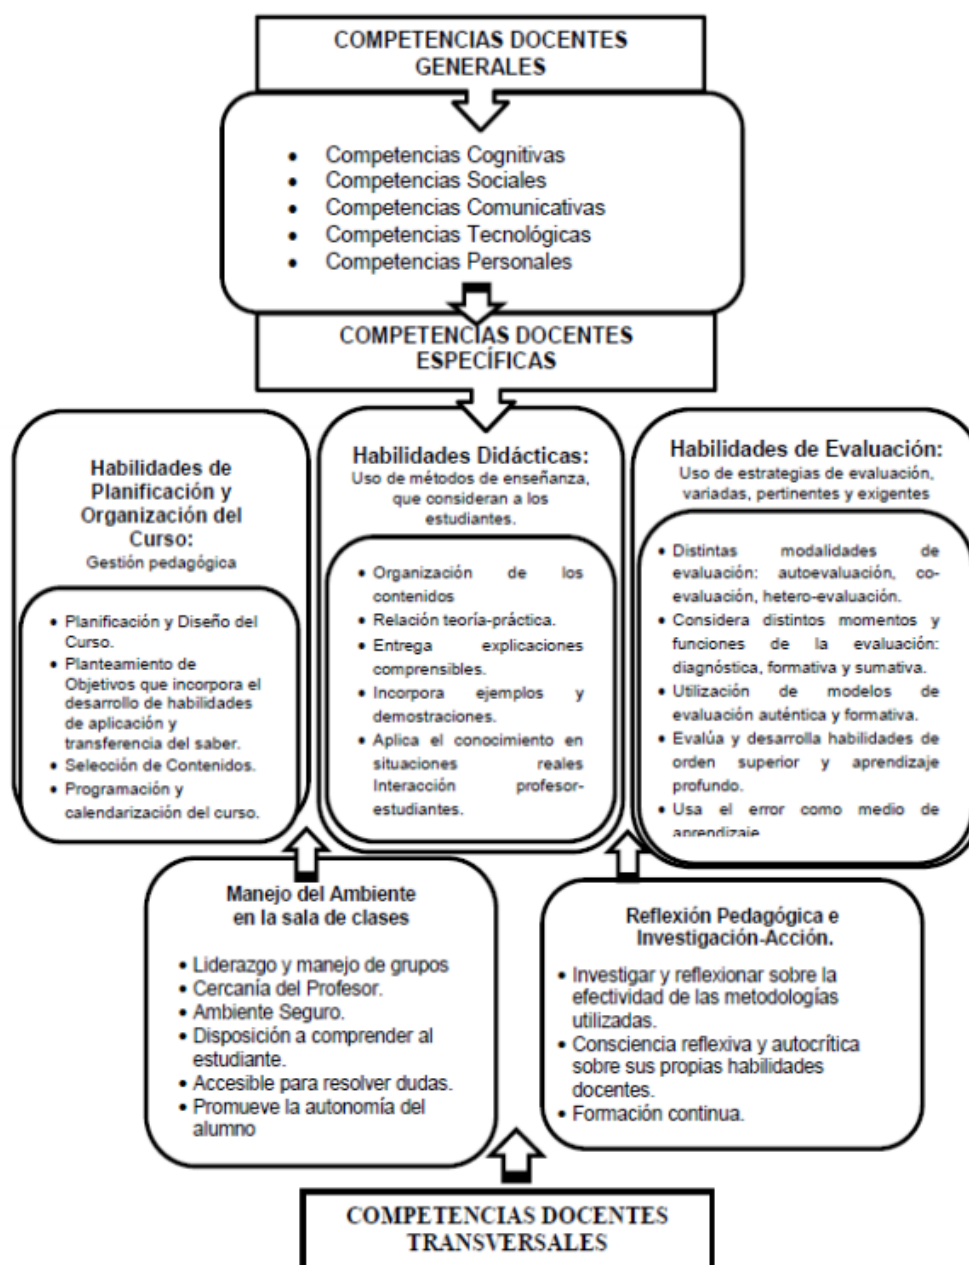 COMPETENCIAS DOCENTES
GENERALES
• Competencias Cognitivas
• Competencias Sociales
• Competencias Comunicativas
• Competencias Tecnológicas
• Competencias Personales
COMPETENCIAS DOCENTES
ESPECÍFICAS
Habilidades de
Planificación y
Organización del
Curso:
Gestión pedagógica
• Planificación y Diseño del
Curso.
• Planteamiento de
Objetivos que incorpora el
desarrollo de habilidades
de aplicación y
transferencia del saber.
• Selección de Contenidos.
• Programación y
calendarización del curso.
Habilidades Didácticas:
Uso de métodos de enseñanza,
que consideran a los
estudiantes.
• Organización de los
contenidos
• Relación teoría-práctica.
• Entrega explicaciones
comprensibles.
• Incorpora ejemplos y
demostraciones.
• Aplica el conocimiento en
situaciones reales
Interacción profesor-
estudiantes.
Habilidades de Evaluación:
Uso de estrategias de evaluación,
variadas, pertinentes y exigentes
• Distintas modalidades de
evaluación: autoevaluación, co-
evaluación, hetero-evaluación.
• Considera distintos momentos y
funciones de la evaluación:
diagnóstica, formativa y sumativa.
• Utilización de modelos de
evaluación auténtica y formativa.
• Evalúa y desarrolla habilidades de
orden superior y aprendizaje
profundo.
• Usa el error como medio de
aprendizaje
Manejo del Ambiente
en la sala de clases
• Liderazgo y manejo de grupos
• Cercanía del Profesor.
• Ambiente Seguro.
• Disposición a comprender al
estudiante.
• Accesible para resolver dudas.
• Promueve la autonomía del
alumno
Reflexión Pedagógica e
Investigación-Acción.
• Investigar y reflexionar sobre la
efectividad de las metodologías
utilizadas.
• Consciencia reflexiva y autocrítica
sobre sus propias habilidades
docentes.
• Formación continua.
COMPETENCIAS DOCENTES
TRANSVERSALES